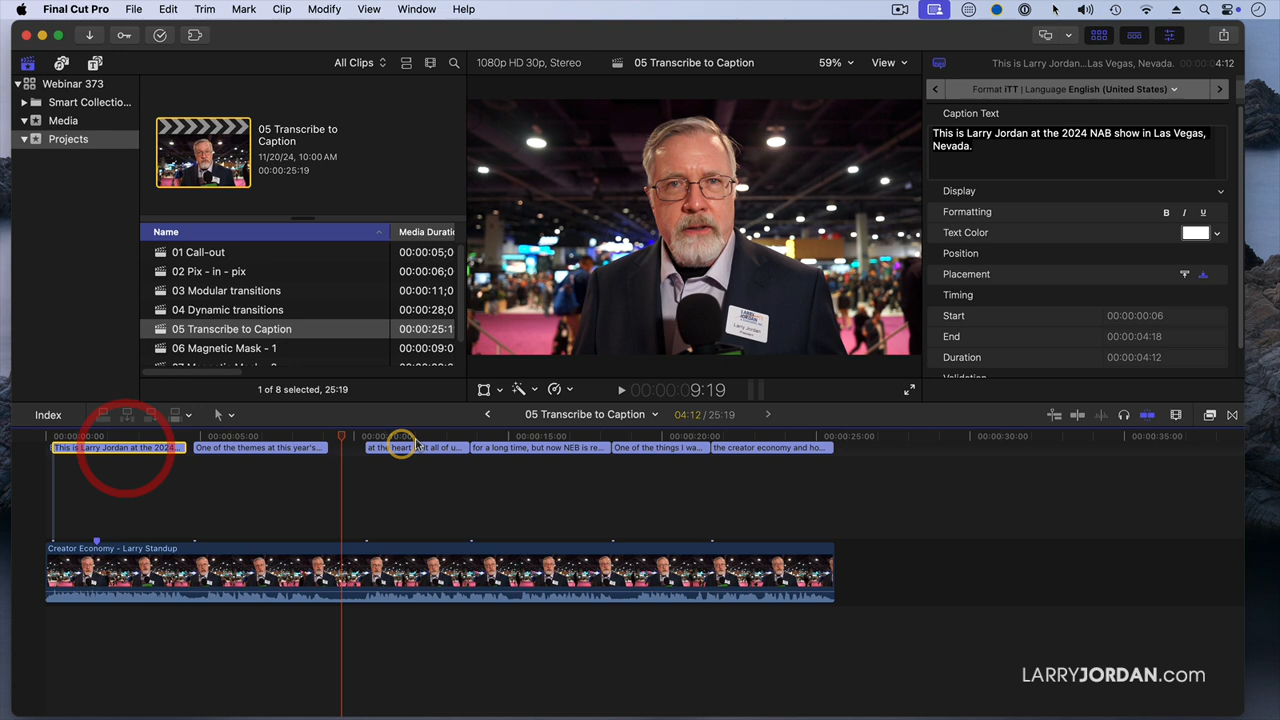 Final Cut Pro File Edit Trim Mark Clip Modify View Window Help
All Clips
1080p HD 30p, Stereo
05 Transcribe to Caption
59%
View
This is Larry Jordan...Las Vegas, Nevada.
00:00:04:12
Webinar 373
Smart Collectio...
Media
Projects
05 Transcribe to
Caption
11/20/24, 10:00 AM
00:00:25:19
Name
Media Duratio
01 Call-out
00:00:05;0
02 Pix - in - pix
00:00:06;0
03 Modular transitions
00:00:11;0
04 Dynamic transitions
00:00:28;0
05 Transcribe to Caption
00:00:25:1
06 Magnetic Mask - 1
00:00:09:0
1 of 8 selected, 25:19
LARRY JORDAN
Larry Jordan
00:00:00:09:19
Format iTT | Language English (United States)
Caption Text
This is Larry Jordan at the 2024 NAB show in Las Vegas,
Nevada.
Display
Formatting
B I U
Text Color
Position
Placement
Timing
Start
00:00:00:06
End
00:00:04:18
Duration
00:00:04:12
Validation
Index
05 Transcribe to Caption
04:12 / 25:19
00:00:00:00
00:00:05:00
00:00:10:00
00:00:15:00
00:00:20:00
00:00:25:00
00:00:30:00
00:00:35:00
This is Larry Jordan at the 2024...
One of the themes at this year's...
at the heart of it all of u...
for a long time, but now NEB is re...
One of the things I wa...
the creator economy and ho...
Creator Economy - Larry Standup
LARRYJORDAN.com